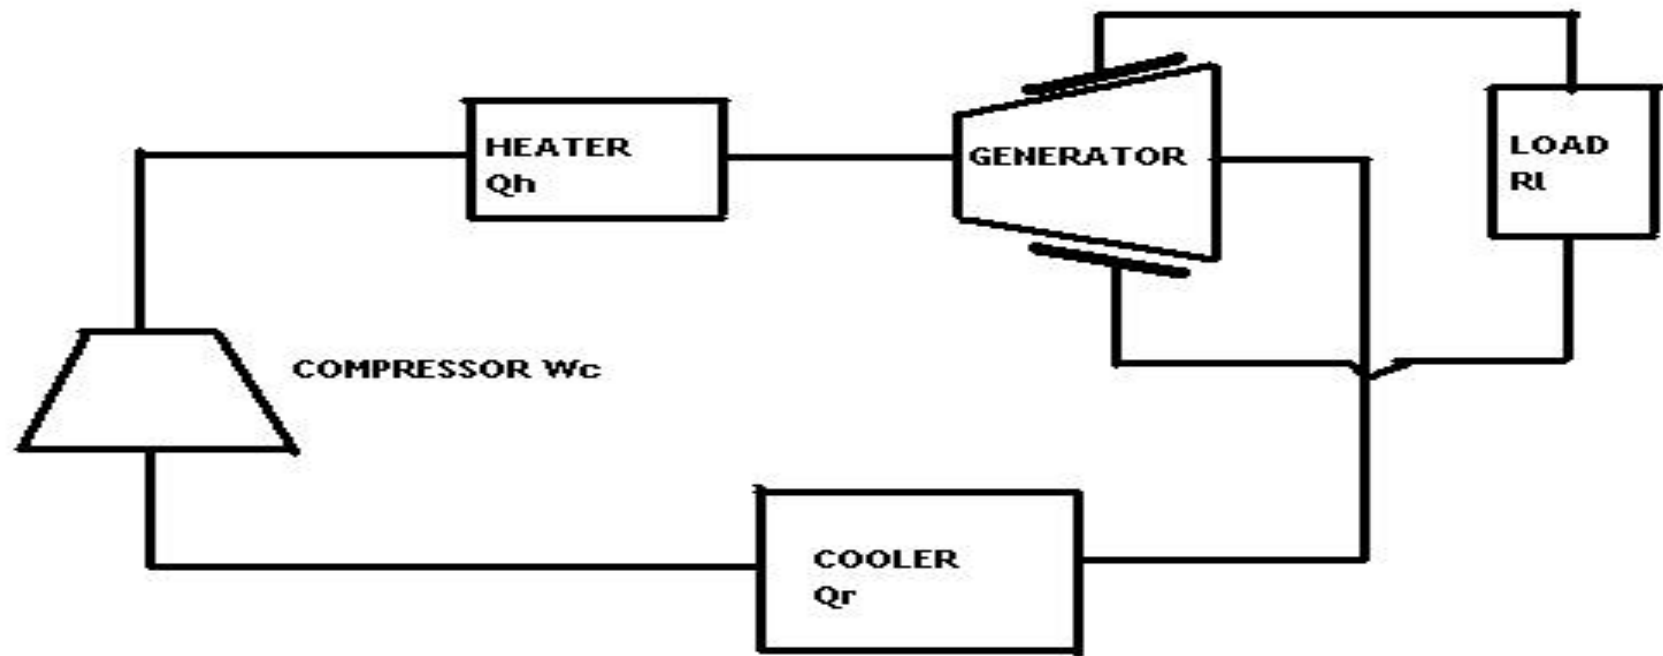 HEATER
Qh
GENERATOR
LOAD
Rl
COMPRESSOR Wc
COOLER
Qr